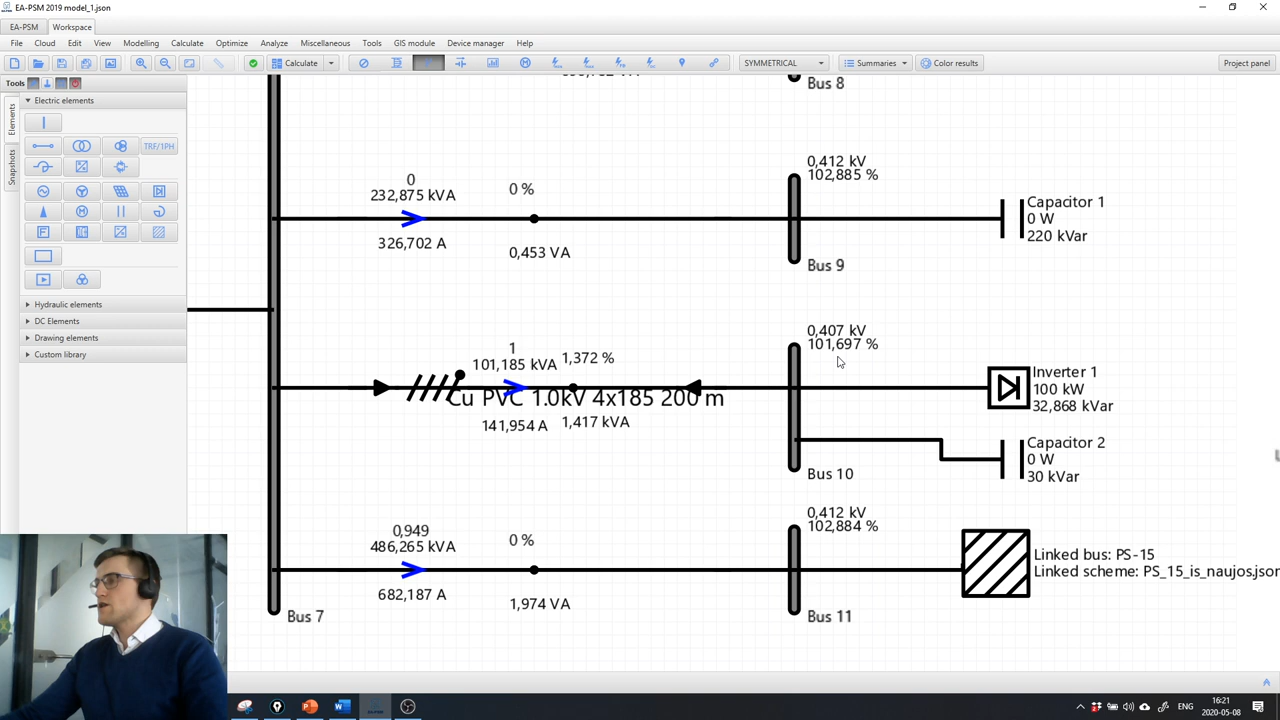 EA-PSM 2019 model_1.json
EA-PSM
Workspace
File
Cloud
Edit
View
Modelling
Calculate
Optimize
Analyze
Miscellaneous
Tools
GIS module
Device manager
Help
Calculate
SYMMETRICAL
Summaries
Color results
Project panel
Tools
Elements
Snapshots
Electric elements
TRF/1PH
Hydraulic elements
DC Elements
Drawing elements
Custom library
Bus 8
0
232,875 kVA
326,702 A
0 %
0,453 VA
0,412 kV
102,885 %
Bus 9
Capacitor 1
0 W
220 kVar
1
101,185 kVA
1,372 %
Cu PVC 1.0kV 4x185 200 m
141,954 A
1,417 kVA
0,407 kV
101,697 %
Inverter 1
100 kW
32,868 kVar
Capacitor 2
0 W
30 kVar
Bus 10
0,949
486,265 kVA
682,187 A
0 %
1,974 VA
0,412 kV
102,884 %
Bus 11
Linked bus: PS-15
Linked scheme: PS_15_is_naujos.json
Bus 7
ENG
16:21
2020-05-08